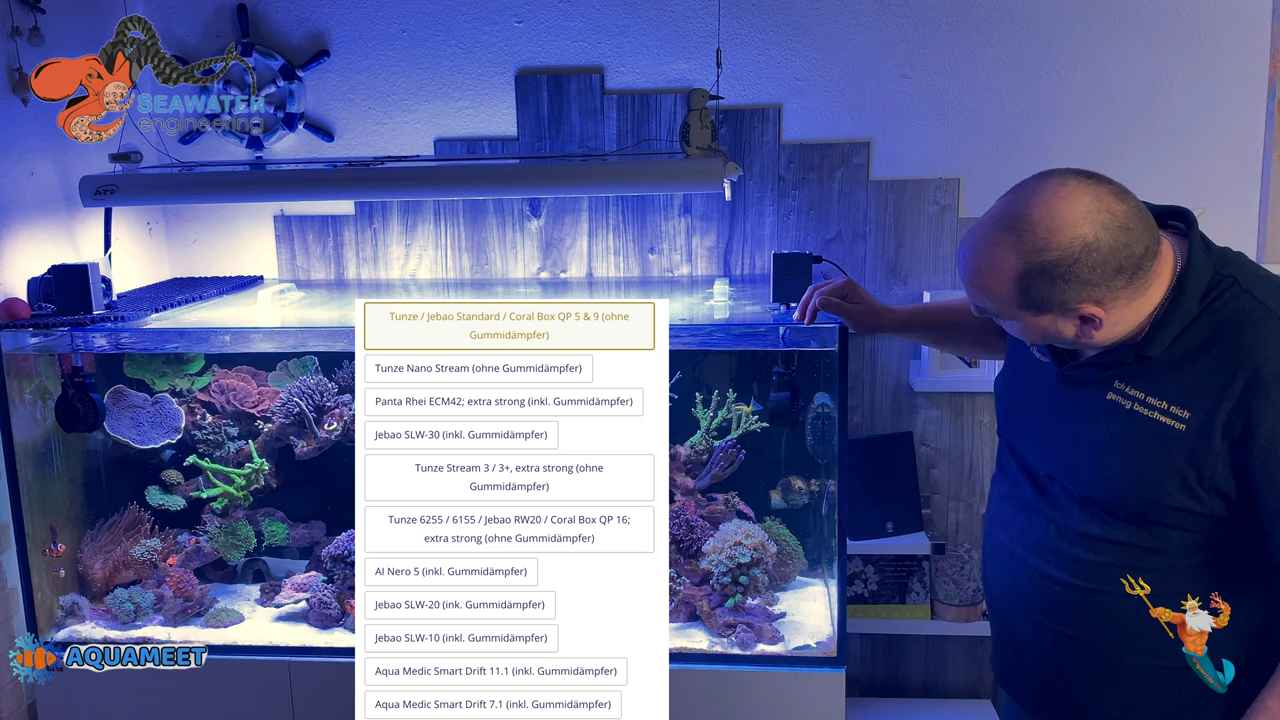 SEAWATER
engineering
ATI
Tunze / Jebao Standard / Coral Box QP 5 & 9 (ohne
Gummidämpfer)
Tunze Nano Stream (ohne Gummidämpfer)
Panta Rhei ECM42; extra strong (inkl. Gummidämpfer)
Jebao SLW-30 (inkl. Gummidämpfer)
Tunze Stream 3 / 3+, extra strong (ohne
Gummidämpfer)
Tunze 6255 / 6155 / Jebao RW20 / Coral Box QP 16;
extra strong (ohne Gummidämpfer)
AI Nero 5 (inkl. Gummidämpfer)
Jebao SLW-20 (ink. Gummidämpfer)
Jebao SLW-10 (inkl. Gummidämpfer)
Aqua Medic Smart Drift 11.1 (inkl. Gummidämpfer)
Aqua Medic Smart Drift 7.1 (inkl. Gummidämpfer)
Ich kann mich nich
genug beschweren
AQUAMEET